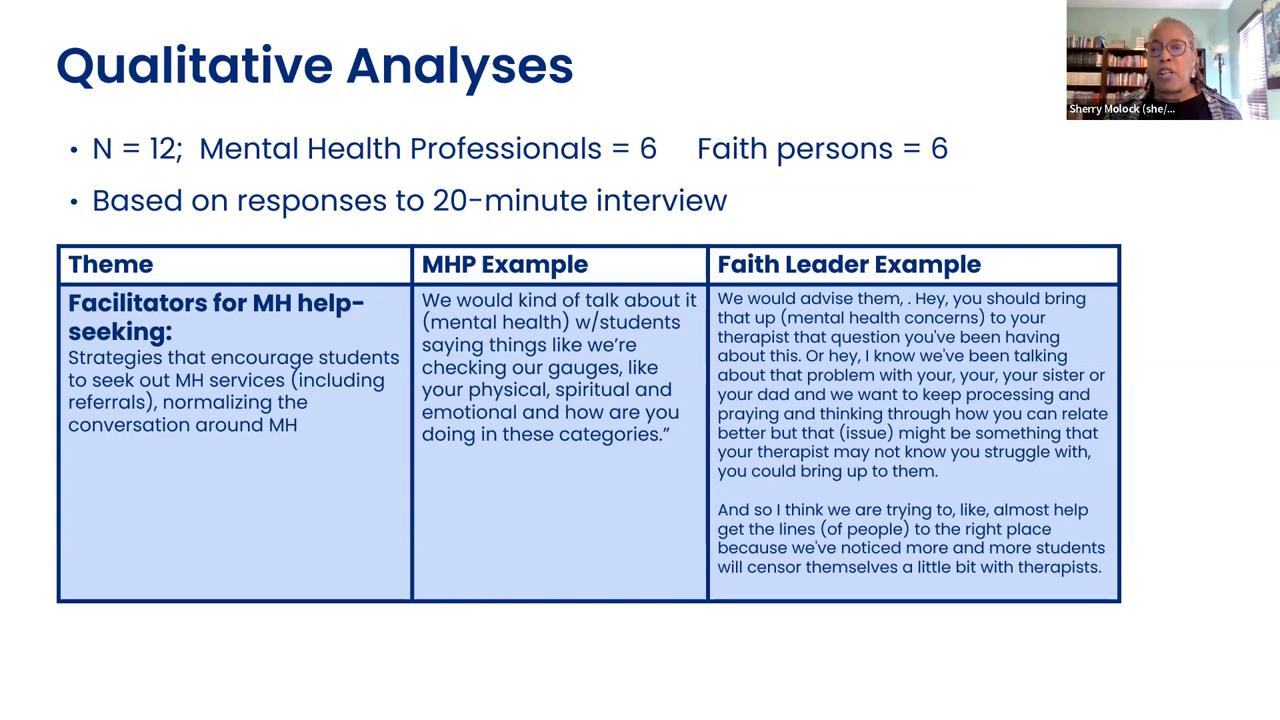 Qualitative Analyses
Sherry Molock (she/...
• N = 12; Mental Health Professionals = 6 Faith persons = 6
• Based on responses to 20-minute interview
Theme
MHP Example
Faith Leader Example
Facilitators for MH help-
seeking:
Strategies that encourage students
to seek out MH services (including
referrals), normalizing the
conversation around MH
We would kind of talk about it
(mental health) w/students
saying things like we're
checking our gauges, like
your physical, spiritual and
emotional and how are you
doing in these categories.”
We would advise them, . Hey, you should bring
that up (mental health concerns) to your
therapist that question you've been having
about this. Or hey, I know we've been talking
about that problem with your, your, your sister or
your dad and we want to keep processing and
praying and thinking through how you can relate
better but that (issue) might be something that
your therapist may not know you struggle with,
you could bring up to them.
And so I think we are trying to, like, almost help
get the lines (of people) to the right place
because we've noticed more and more students
will censor themselves a little bit with therapists.